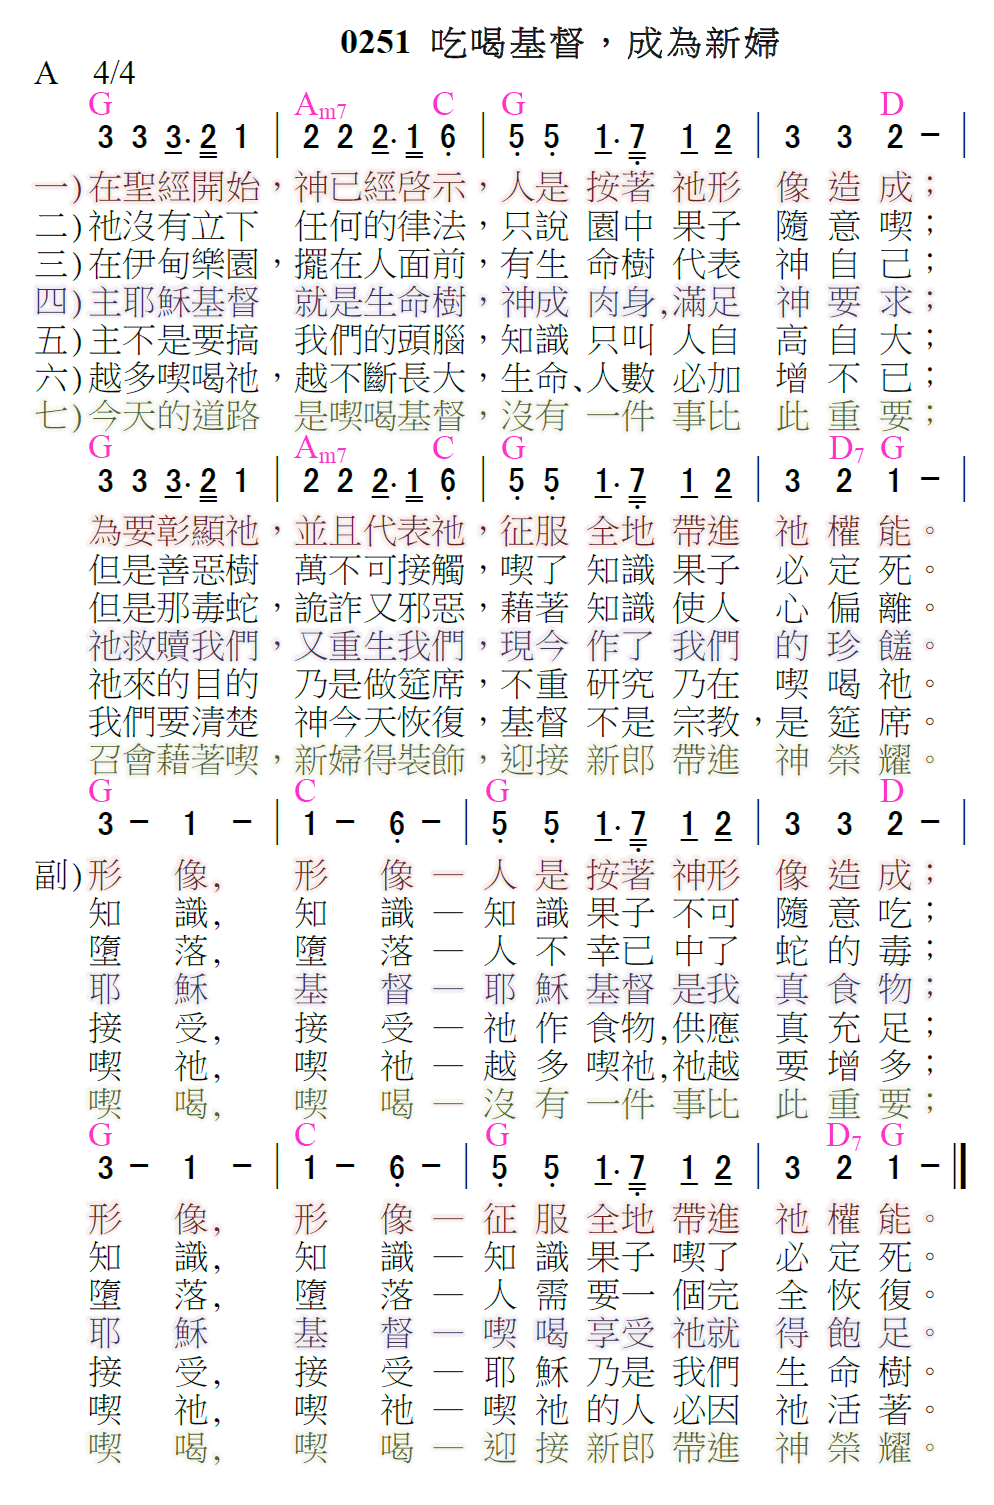 0251 吃喝基督，成為新婦
A 4/4
G Am7 C G D
3 3 3. 2 1 | 2 2 2. 1 6 | 5 5 1. 7 1 2 | 3 3 2 – |
一)在聖經開始，神已經啓示，人是 按著 祂形 像 造 成；
二)祂沒有立下 任何的律法，只說 園中 果子 隨 意 喫；
三)在伊甸樂園，擺在人面前，有生 命樹 代表 神 自 己；
四)主耶穌基督 就是生命樹，神成 肉身,滿足 神 要 求；
五)主不是要搞 我們的頭腦，知識 只叫 人自 高 自 大；
六)越多喫喝祂，越不斷長大，生命、人數 必加 增 不 已；
七)今天的道路 是喫喝基督，沒有 一件 事比 此 重 要；
G Am7 C G D7 G
3 3 3. 2 1 | 2 2 2. 1 6 | 5 5 1. 7 1 2 | 3 2 1 – |
為要彰顯祂，並且代表祂，征服 全地 帶進 祂 權 能。
但是善惡樹 萬不可接觸，喫了 知識 果子 必 定 死。
但是那毒蛇，詭詐又邪惡，藉著 知識 使人 心 偏 離。
祂救贖我們，又重生我們，現今 作了 我們 的 珍 饈。
祂來的目的 乃是做筵席，不重 研究 乃在 喫 喝 祂。
我們要清楚 神今天恢復，基督 不是 宗教，是 筵 席。
召會藉著喫，新婦得裝飾，迎接 新郎 帶進 神 榮 耀。
G C G D
3 – 1 – | 1 – 6 – | 5 5 1. 7 1 2 | 3 3 2 – |
副)形 像, 形 像 — 人 是 按著 神形 像 造 成；
知 識, 知 識 — 知 識 果子 不可 隨 意 吃；
墮 落, 墮 落 — 人 不 幸已 中了 蛇 的 毒；
耶 穌 基 督 — 耶 穌 基督 是我 真 食 物；
接 受, 接 受 — 祂 作 食物,供應 真 充 足；
喫 祂, 喫 祂 — 越 多 喫祂,祂越 要 增 多；
喫 喝, 喫 喝 — 沒 有 一件 事比 此 重 要；
G C G D7 G
3 – 1 – | 1 – 6 – | 5 5 1. 7 1 2 | 3 2 1 – ‖
形 像, 形 像 — 征 服 全地 帶進 祂 權 能。
知 識, 知 識 — 知 識 果子 喫了 必 定 死。
墮 落, 墮 落 — 人 需 要一 個完 全 恢 復。
耶 穌 基 督 — 喫 喝 享受 祂就 得 飽 足。
接 受, 接 受 — 耶 穌 乃是 我們 生 命 樹。
喫 祂, 喫 祂 — 喫 祂 的人 必因 祂 活 著。
喫 喝, 喫 喝 — 迎 接 新郎 帶進 神 榮 耀。